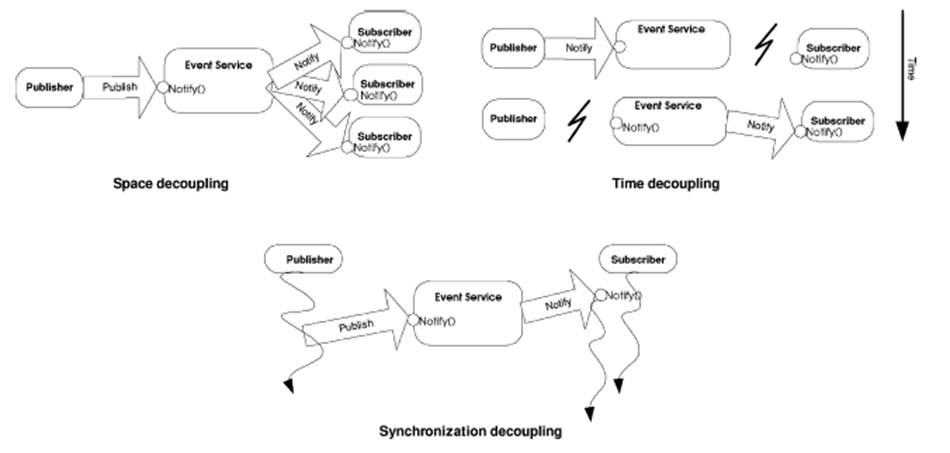 Publisher
Publish
Event Service
Notify()
Notify
Notify
Notify
Subscriber
Notify()
Subscriber
Notify()
Subscriber
Notify()
Space decoupling
Publisher
Notify
Event Service
Subscriber
Notify()
Publisher
Event Service
Notify()
Notify
Subscriber
Notify()
Time
Time decoupling
Publisher
Publish
Event Service
Notify()
Notify
Subscriber
Notify()
Synchronization decoupling